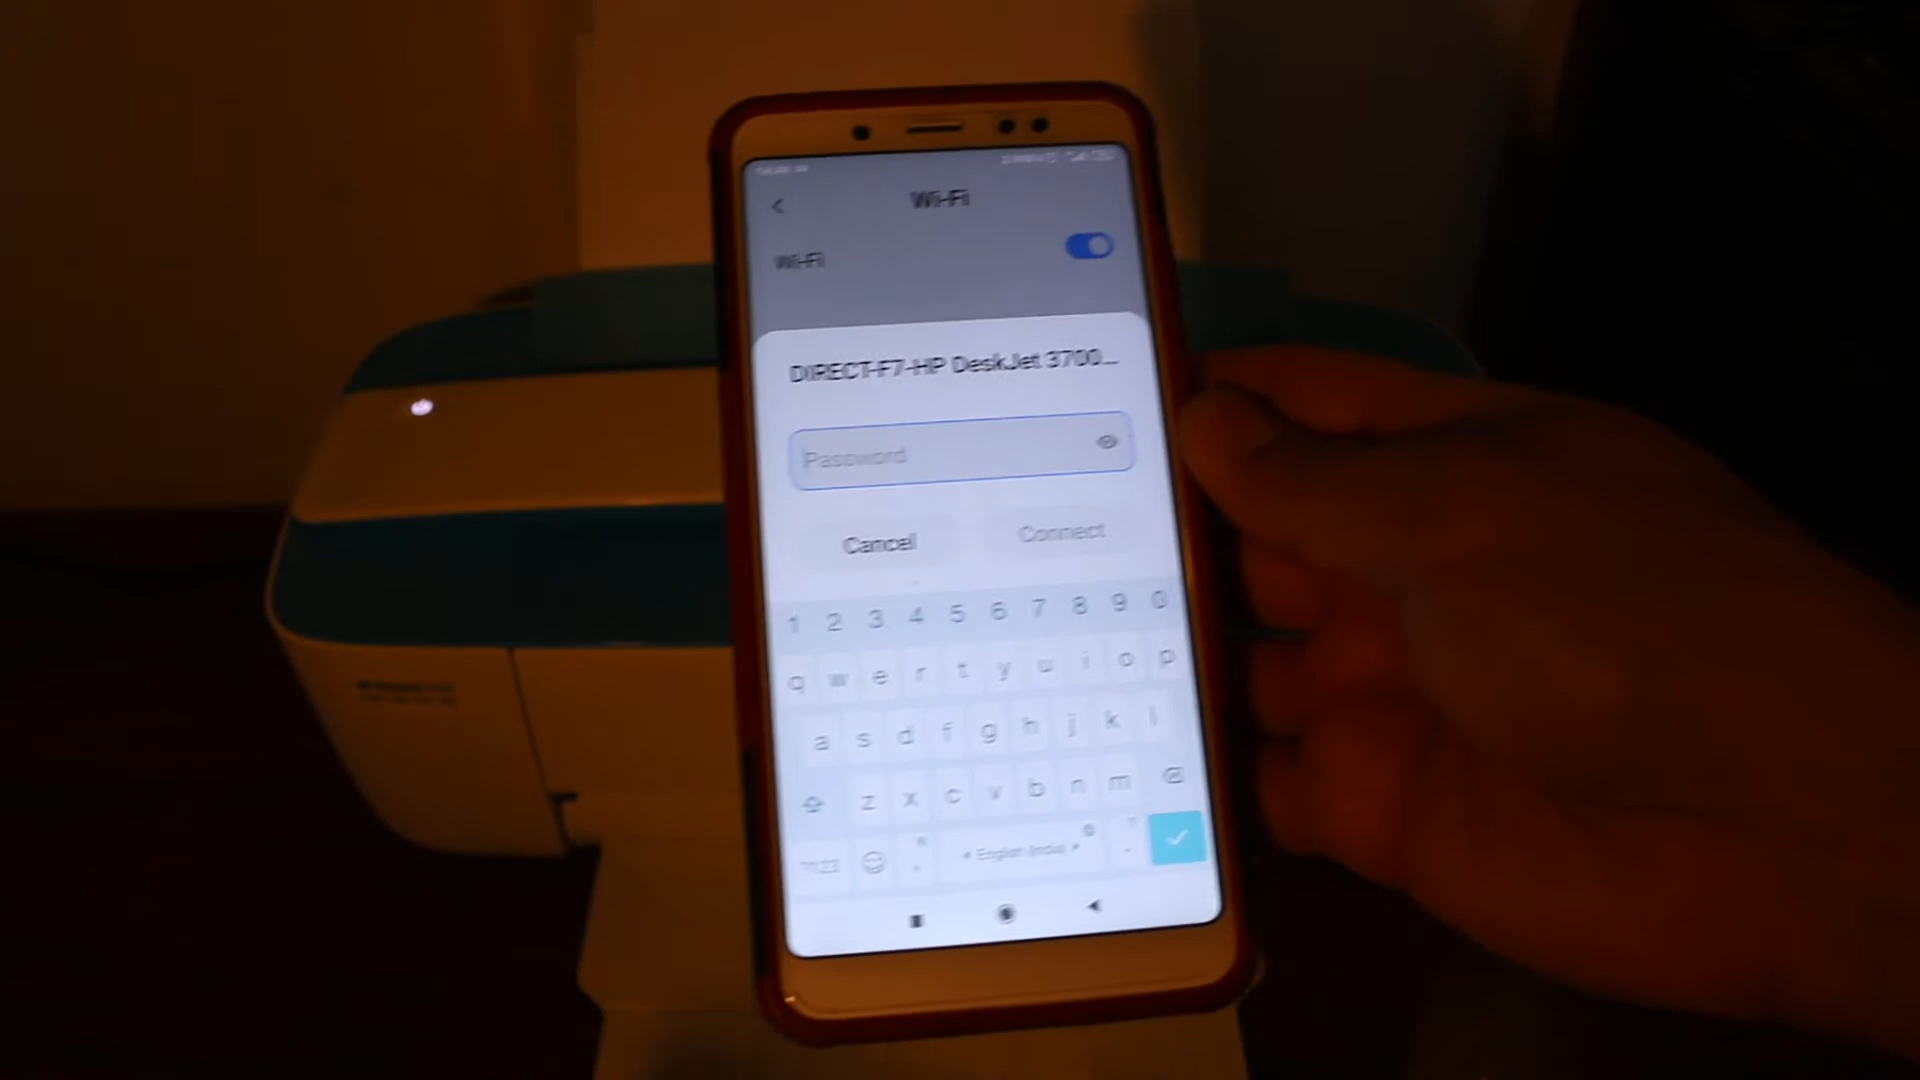 Wi-Fi
Wi-Fi
DIRECT-F7-HP DeskJet 3700...
Password
Cancel
Connect
1 2 3 4 5 6 7 8 9 0
q w e r t y u i o p
a s d f g h j k l
z x c v b n m
?123
English (India)